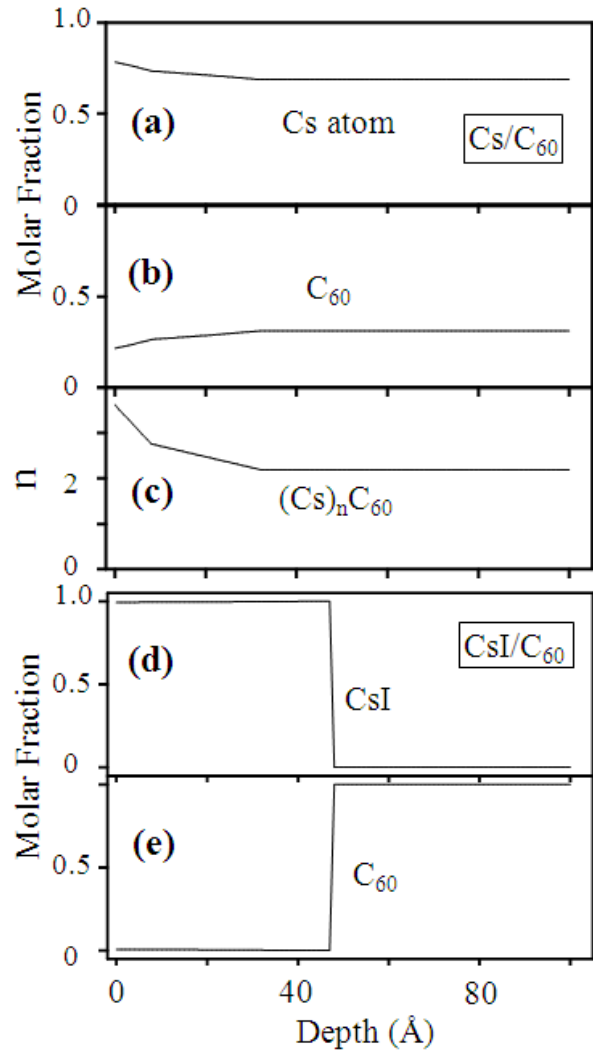 1.0
0.5
0
(a)
Cs atom
Cs/C₆₀
Molar Fraction
(b)
C₆₀
0.5
0
n
2
0
(c)
(Cs)ₙC₆₀
1.0
0.5
0
(d)
CsI
CsI/C₆₀
Molar Fraction
(e)
C₆₀
0.5
0
0 40 80
Depth (Å)